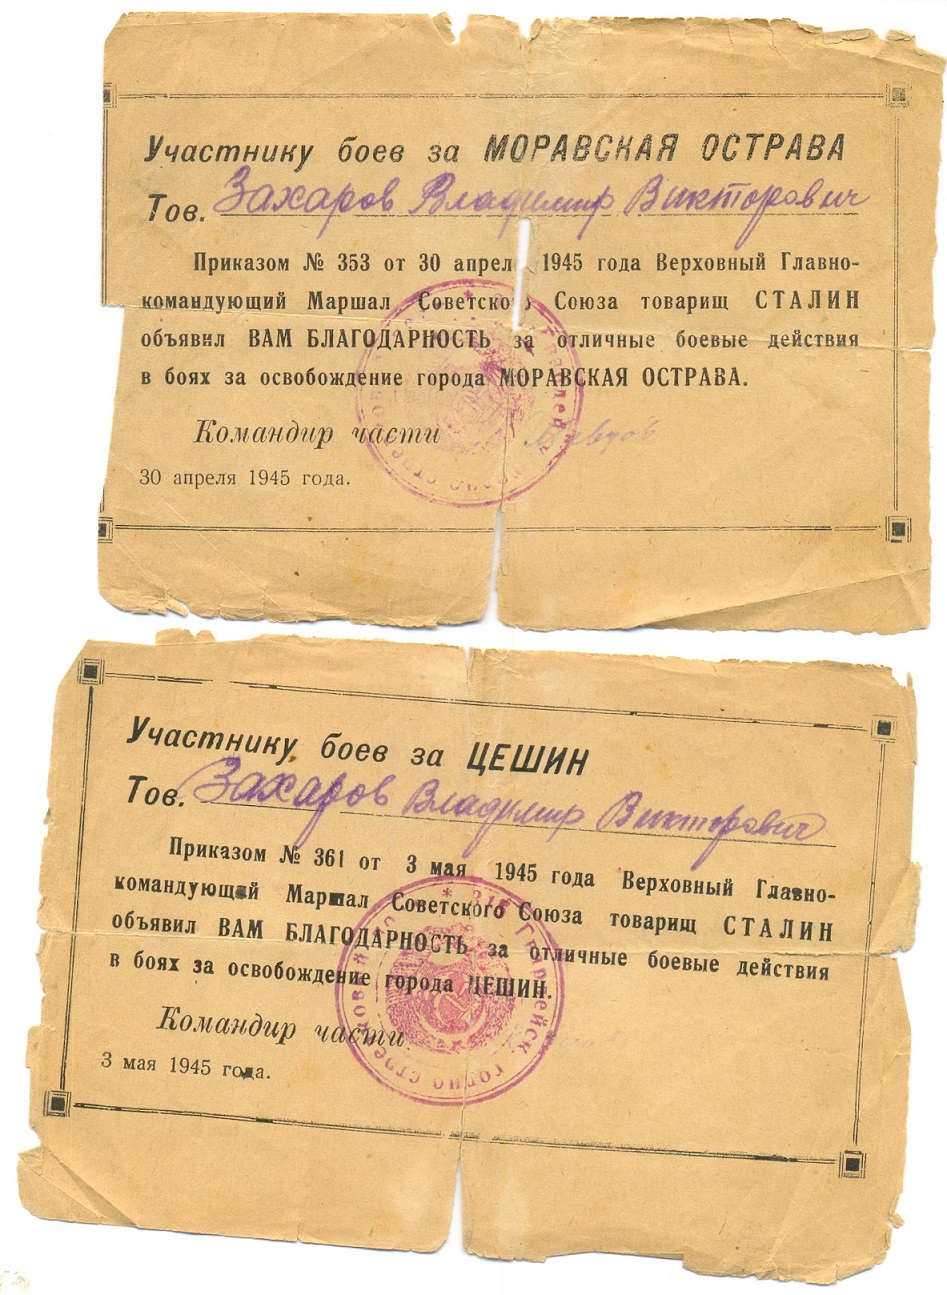 Участнику боев за МОРАВСКАЯ ОСТРАВА
Тов. Захаров Владимир Викторович
Приказом № 353 от 30 апрел 1945 года Верховный Главно-
командующий Маршал Советског Союза товарищ СТАЛИН
объявил ВАМ БЛАГОДАРНОСТЬ за отличные боевые действия
в боях за освобождение города МОРАВСКАЯ ОСТРАВА.
Командир части
30 апреля 1945 года.
Участнику боев за ЦЕШИН
Тов. Захаров Владимир Викторович
Приказом № 361 от 3 мая 1945 года Верховный Главно-
командующий Маршал Советского Союза товарищ СТАЛИН
объявил ВАМ БЛАГОДАРНОСТЬ за отличные боевые действия
в боях за освобождение города ЦЕШИН.
Командир части
3 мая 1945 года.